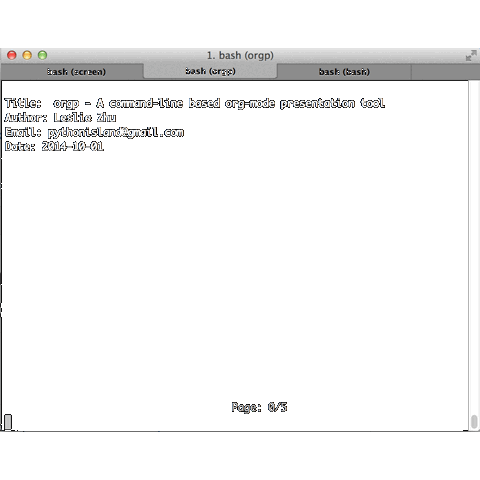 1. bash (orgp)
bash (screen) bash (orgp) bash (bash)
Title: orgp - A command-line based org-mode presentation tool
Author: Leslie Zhu
Email: pythonisland@gmail.com
Date: 2014-10-01
Page: 0/5